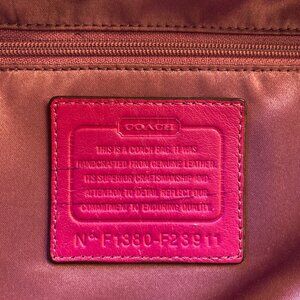 COACH
THIS IS A COACH BAG. IT WAS
HANDCRAFTED FROM GENUINE LEATHER.
ITS SUPERIOR CRAFTSMANSHIP AND
ATTENTION TO DETAIL REFLECT OUR
COMMITMENT TO ENDURING QUALITY.
Nº F1380-F23911